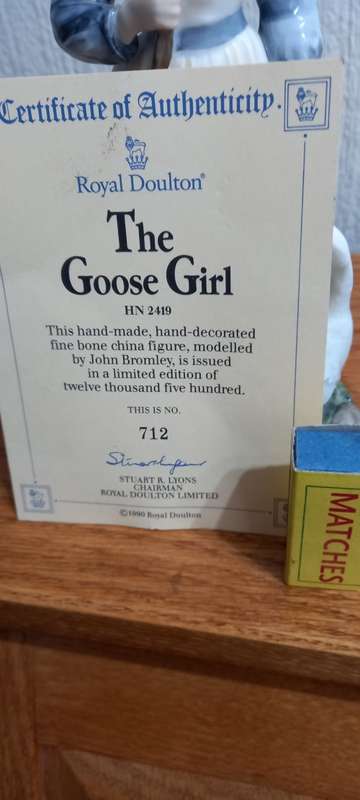 Certificate of Authenticity.
Royal Doulton®
The
Goose Girl
HN 2419
This hand-made, hand-decorated
fine bone china figure, modelled
by John Bromley, is issued
in a limited edition of
twelve thousand five hundred.
THIS IS NO.
712
Stuart Lyons
STUART R. LYONS
CHAIRMAN
ROYAL DOULTON LIMITED
©1990 Royal Doulton
MATCHES